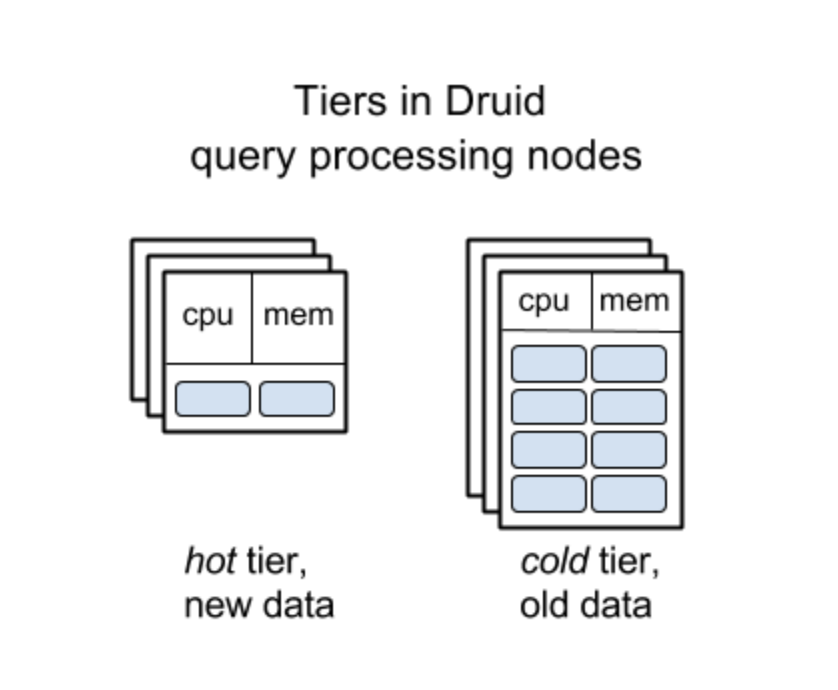 Tiers in Druid
query processing nodes
cpu mem
cpu mem
hot tier,
new data
cold tier,
old data